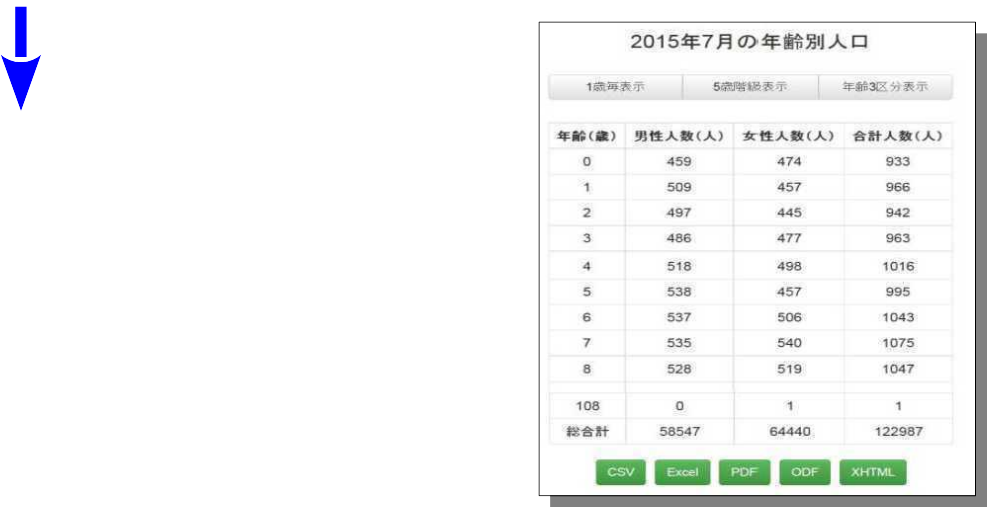 2015年7月の年齢別人口
1歳毎表示 5歳階級表示 年齢3区分表示
年齢(歳) 男性人数(人) 女性人数(人) 合計人数(人)
0 459 474 933
1 509 457 966
2 497 445 942
3 486 477 963
4 518 498 1016
5 538 457 995
6 537 506 1043
7 535 540 1075
8 528 519 1047
108 0 1 1
総合計 58547 64440 122987
CSV Excel PDF ODF XHTML